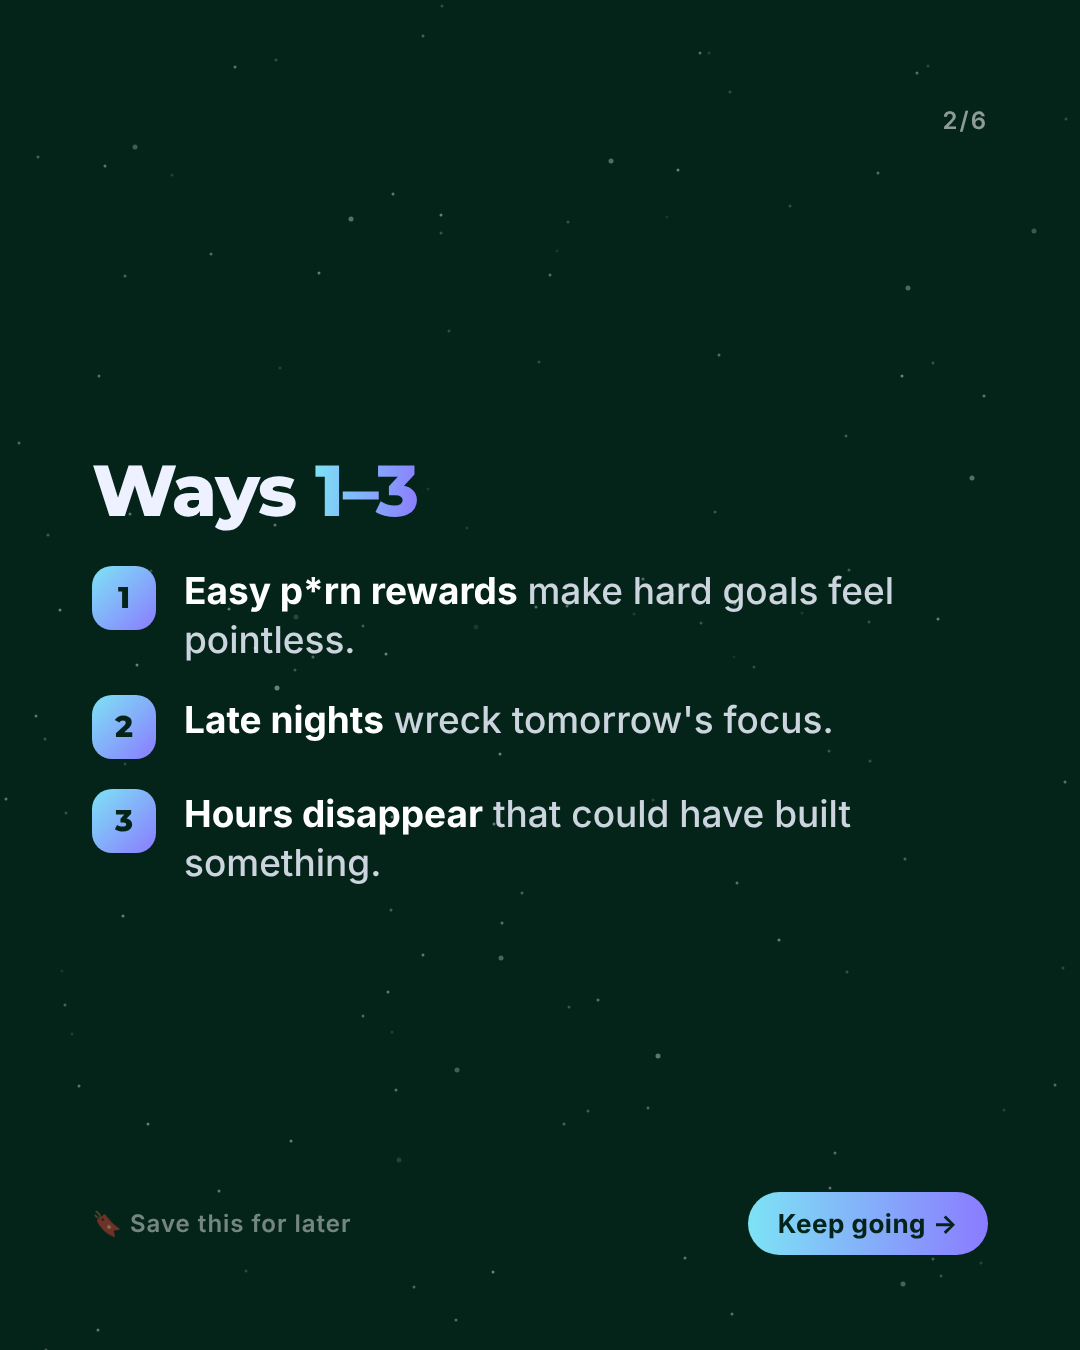 2/6
Ways 1–3
1
Easy p*rn rewards make hard goals feel
pointless.
2
Late nights wreck tomorrow's focus.
3
Hours disappear that could have built
something.
🔖 Save this for later
Keep going →